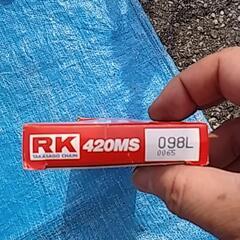 RK 420MS 098L
TAKASAGO CHAIN 0065